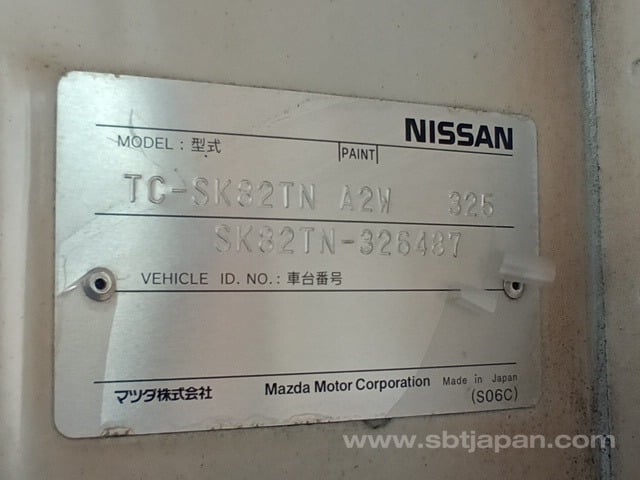 NISSAN
MODEL : 型式 PAINT
TC-SK82TN A2W 325
SK82TN-326487
VEHICLE ID. NO. : 車台番号
マツダ株式会社 Mazda Motor Corporation Made in Japan
(S06C)
www.sbtjapan.com